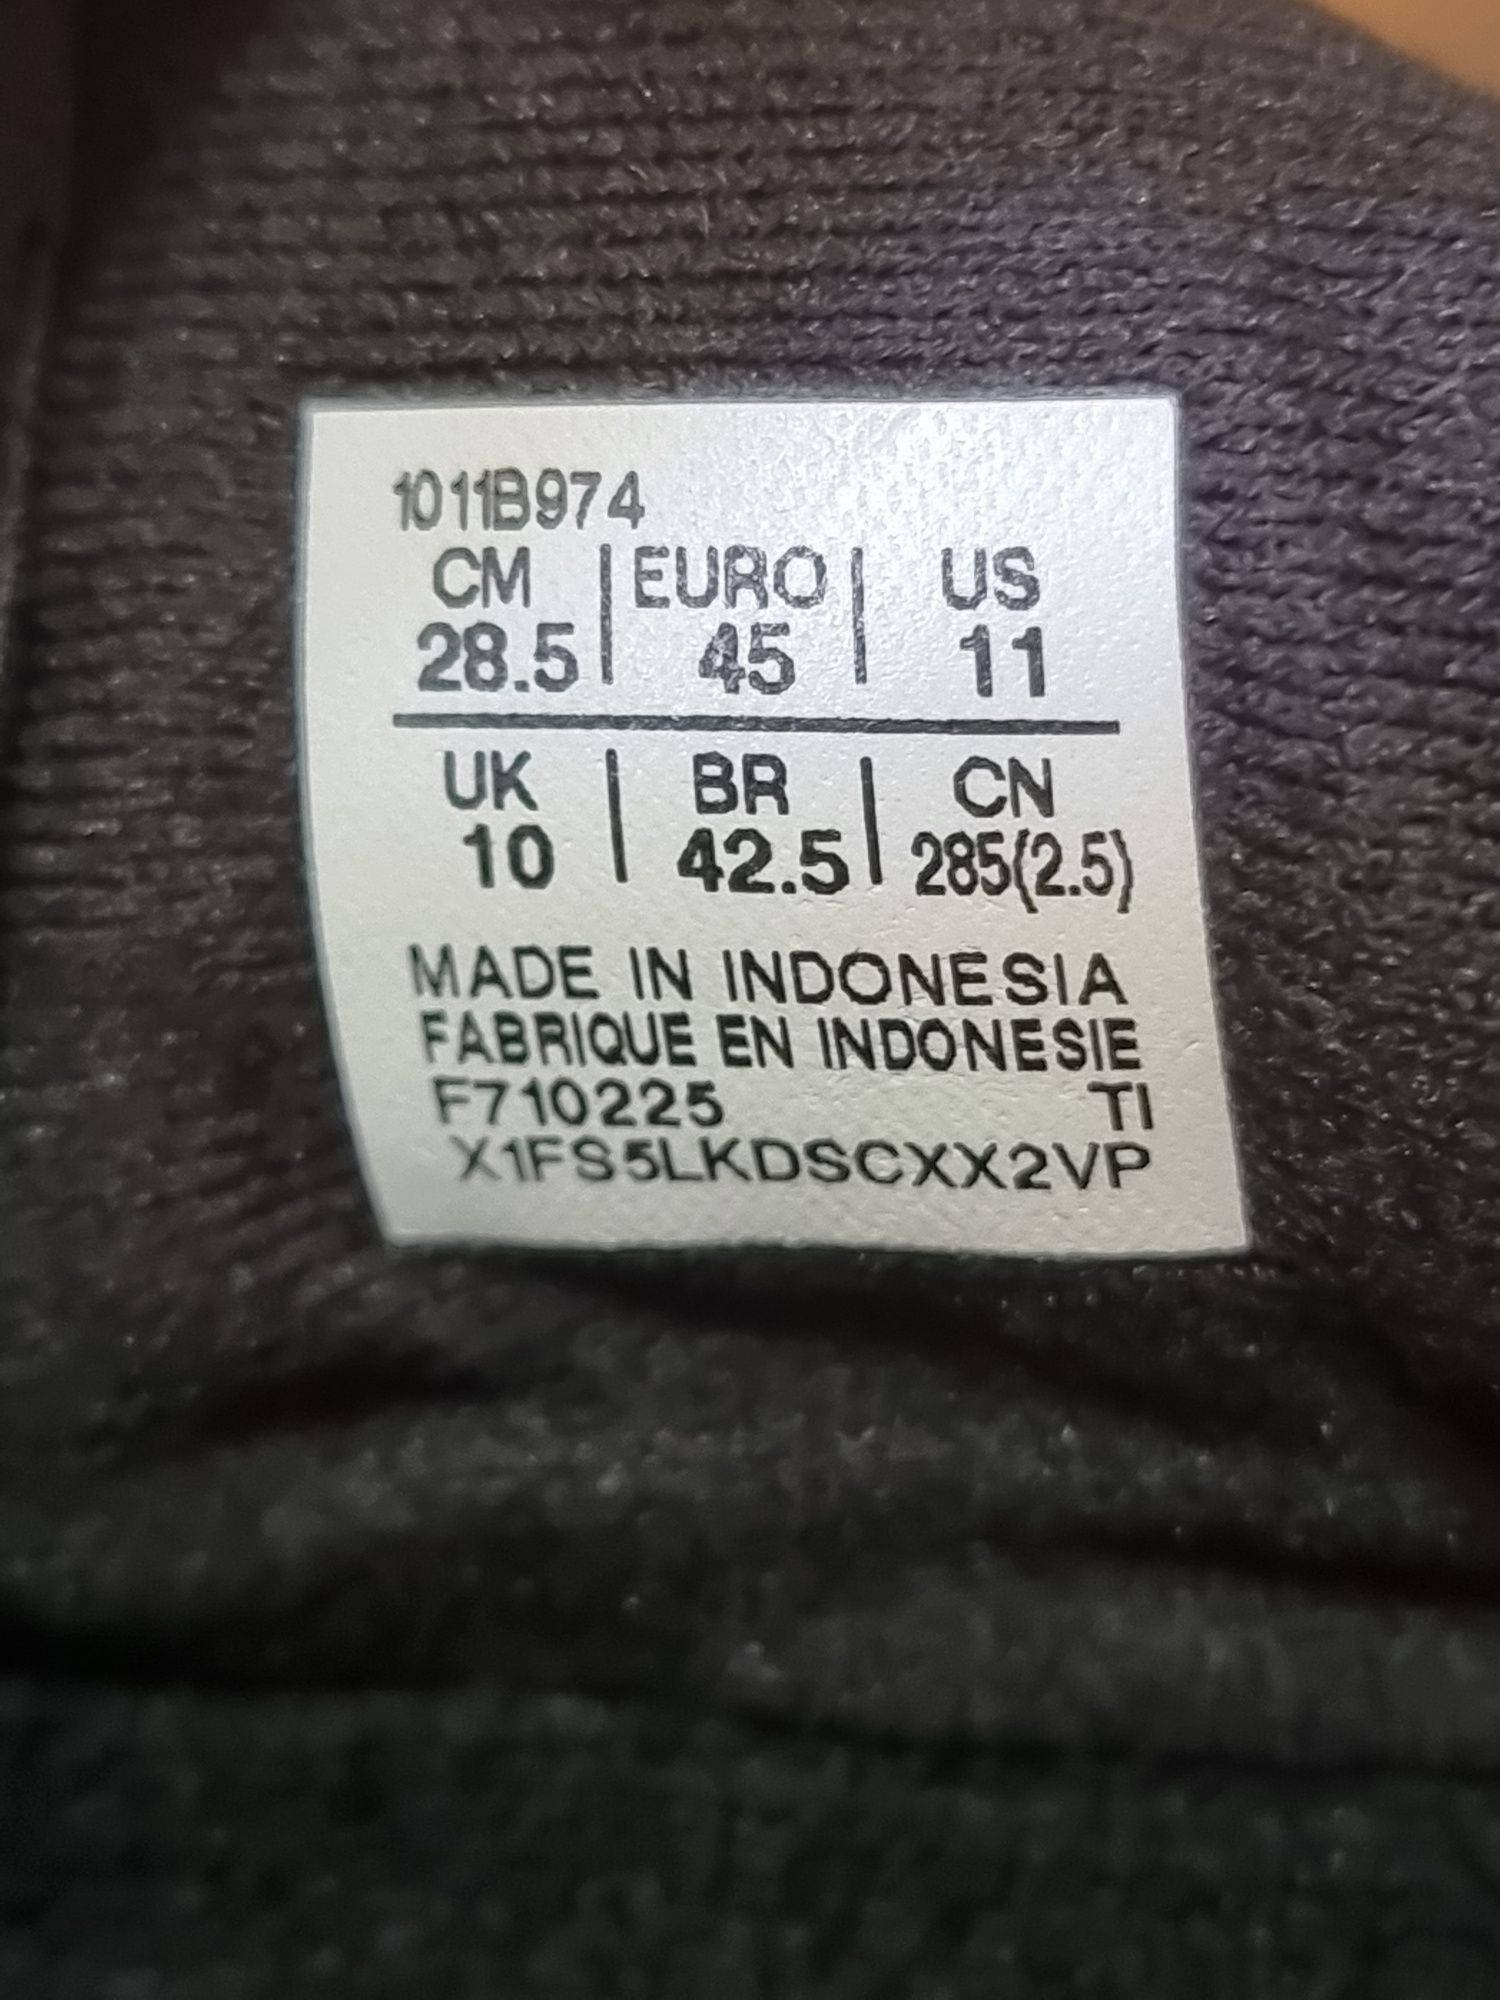 1011B974
CM | EURO | US
28.5 | 45 | 11
UK | BR | CN
10 | 42.5 | 285(2.5)
MADE IN INDONESIA
FABRIQUE EN INDONESIE
F710225 TI
X1FS5LKDSCXX2VP